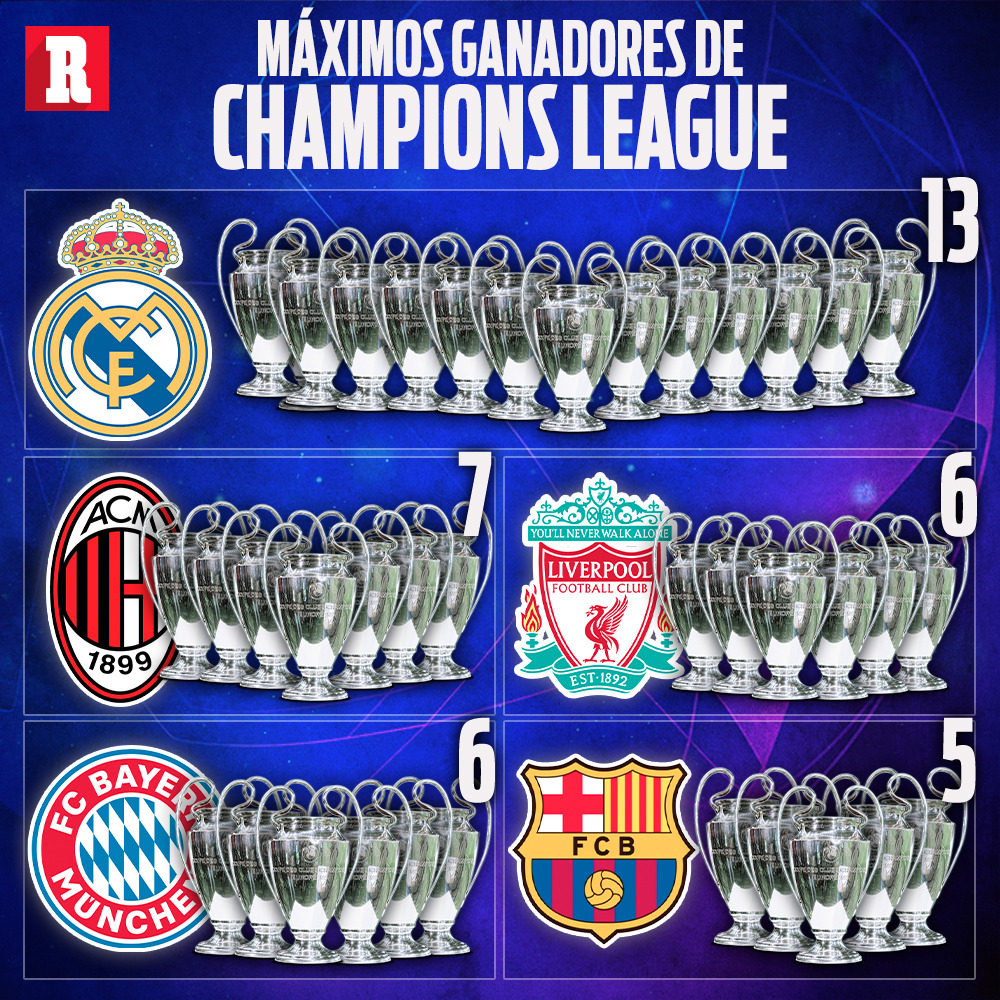 R
MÁXIMOS GANADORES DE
CHAMPIONS LEAGUE
13
7
ACM
1899
6
YOU'LL NEVER WALK ALONE
LIVERPOOL
FOOTBALL CLUB
EST·1892
6
FC BAYERN
MÜNCHEN
5
FCB